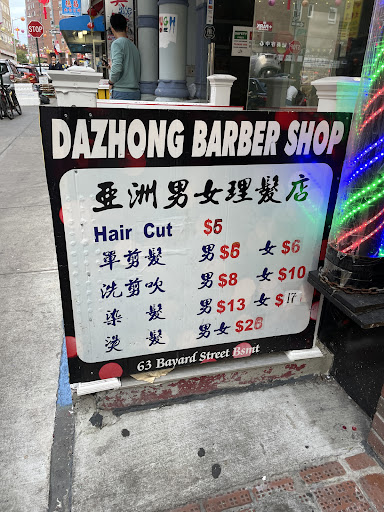 DAZHONG BARBER SHOP
亞洲男女理髮店
Hair Cut $5
單剪髮 男$6 女$6
洗剪吹 男$8 女$10
染髮 男$13 女$17
燙髮 男女$28
63 Bayard Street Bsmt
STOP